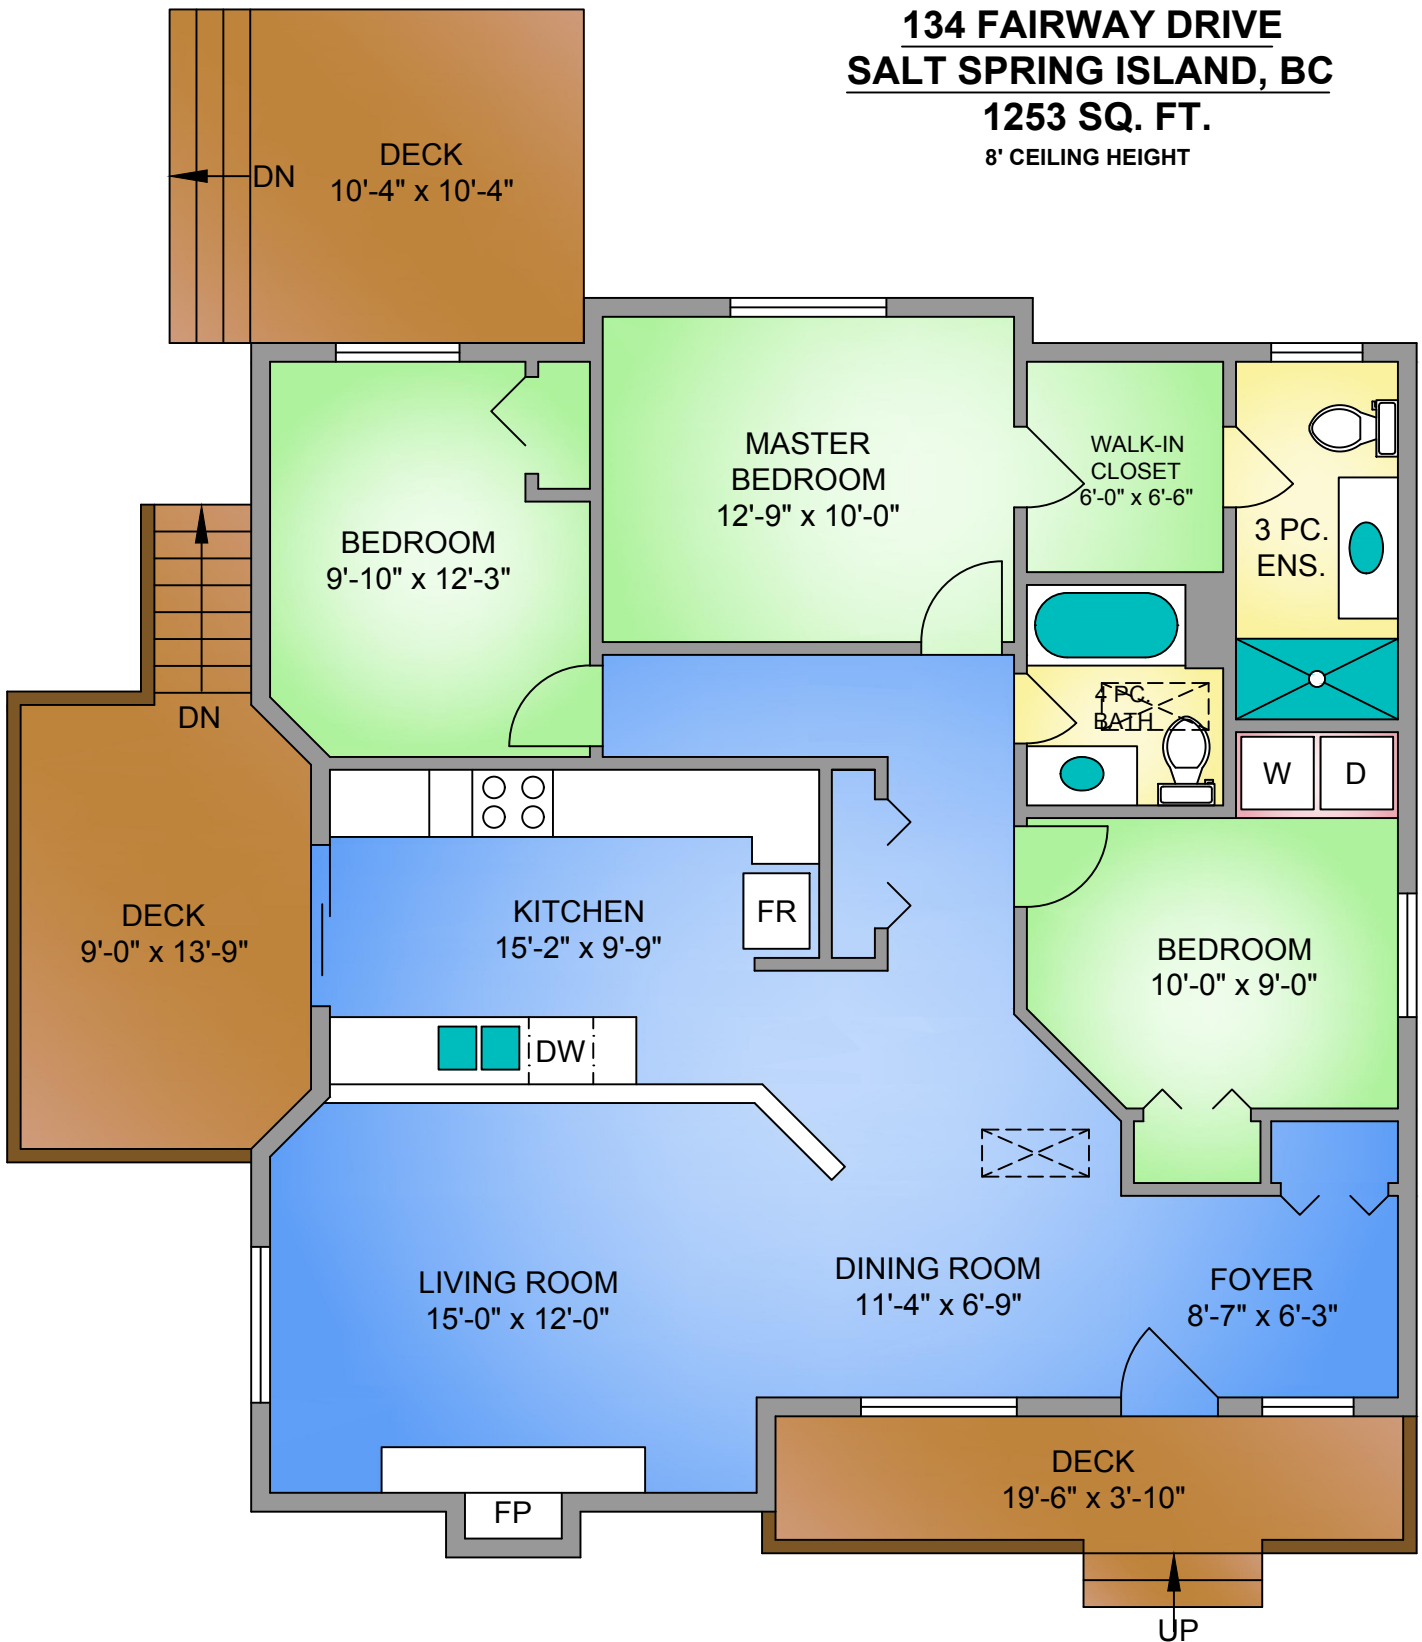 134 FAIRWAY DRIVE
SALT SPRING ISLAND, BC
1253 SQ. FT.
8' CEILING HEIGHT
DECK
10'-4" x 10'-4"
DN
MASTER
BEDROOM
12'-9" x 10'-0"
WALK-IN
CLOSET
6'-0" x 6'-6"
3 PC.
ENS.
BEDROOM
9'-10" x 12'-3"
DN
4 PC.
BATH
W
D
DECK
9'-0" x 13'-9"
KITCHEN
15'-2" x 9'-9"
FR
BEDROOM
10'-0" x 9'-0"
DW
LIVING ROOM
15'-0" x 12'-0"
DINING ROOM
11'-4" x 6'-9"
FOYER
8'-7" x 6'-3"
DECK
19'-6" x 3'-10"
FP
UP